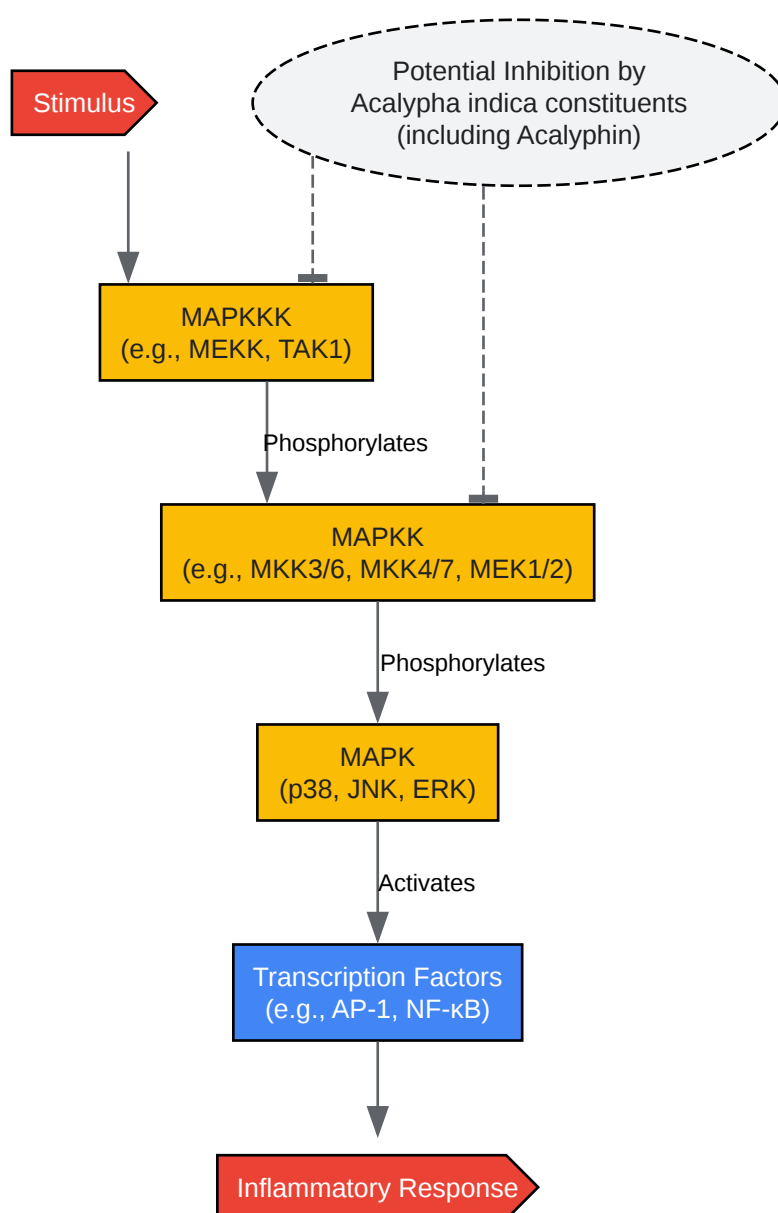 Stimulus
Potential Inhibition by
Acalypha indica constituents
(including Acalyphin)
MAPKKK
(e.g., MEKK, TAK1)
Phosphorylates
MAPKK
(e.g., MKK3/6, MKK4/7, MEK1/2)
Phosphorylates
MAPK
(p38, JNK, ERK)
Activates
Transcription Factors
(e.g., AP-1, NF-κB)
Inflammatory Response